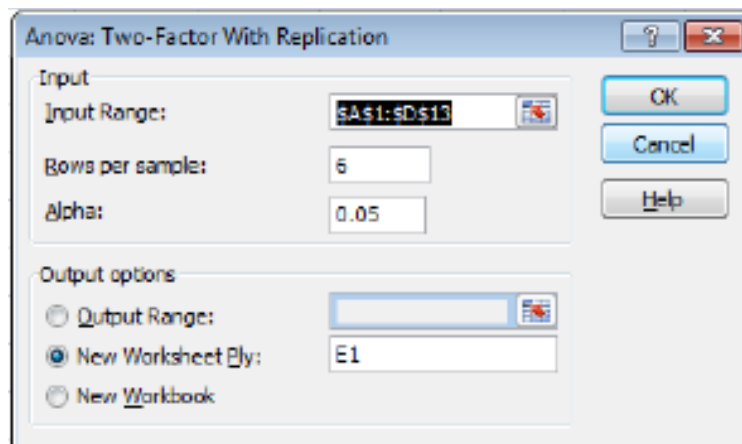 Anova: Two-Factor With Replication
Input
Input Range: $A$1:$D$13
OK
Cancel
Rows per sample: 6
Help
Alpha: 0.05
Output options
Output Range:
New Worksheet Ply: E1
New Workbook